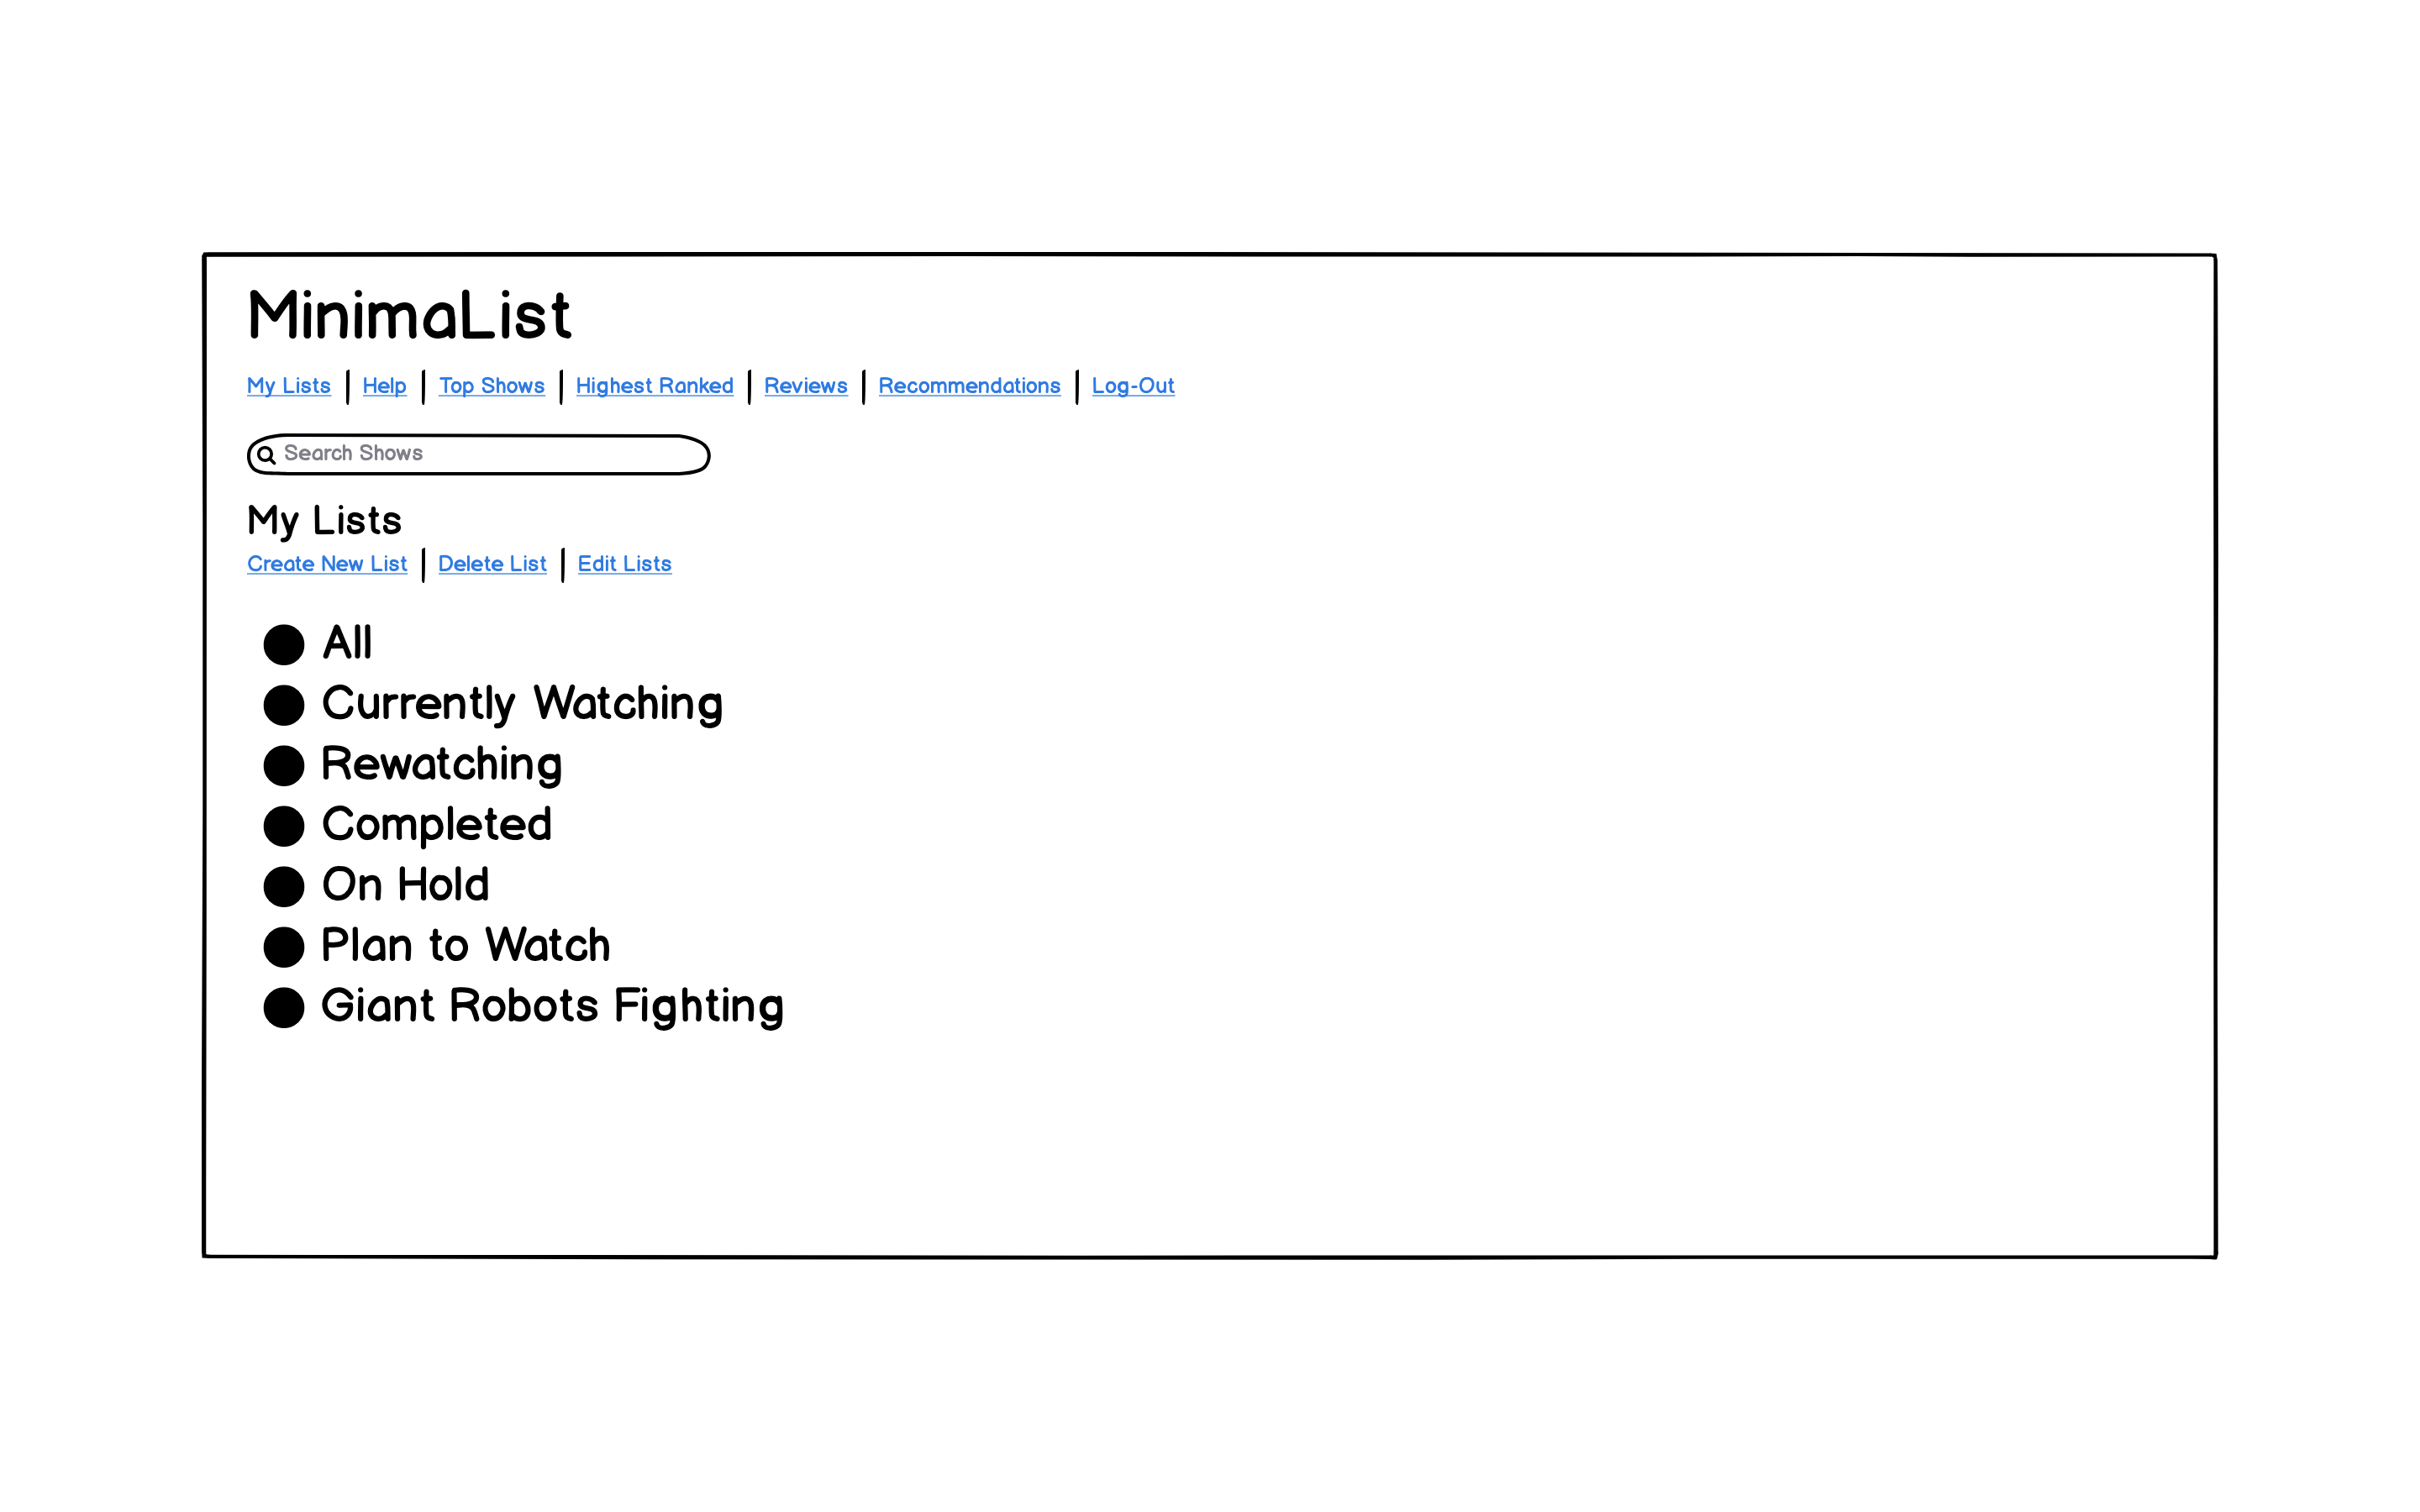 MinimaList
My Lists | Help | Top Shows | Highest Ranked | Reviews | Recommendations | Log-Out
Search Shows
My Lists
Create New List | Delete List | Edit Lists
All
Currently Watching
Rewatching
Completed
On Hold
Plan to Watch
Giant Robots Fighting